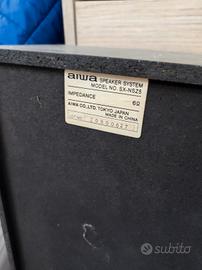 aiwa SPEAKER SYSTEM
MODEL NO. SX-NSZ5
IMPEDANCE 6Ω
AIWA CO., LTD. TOKYO JAPAN
MADE IN CHINA
subito